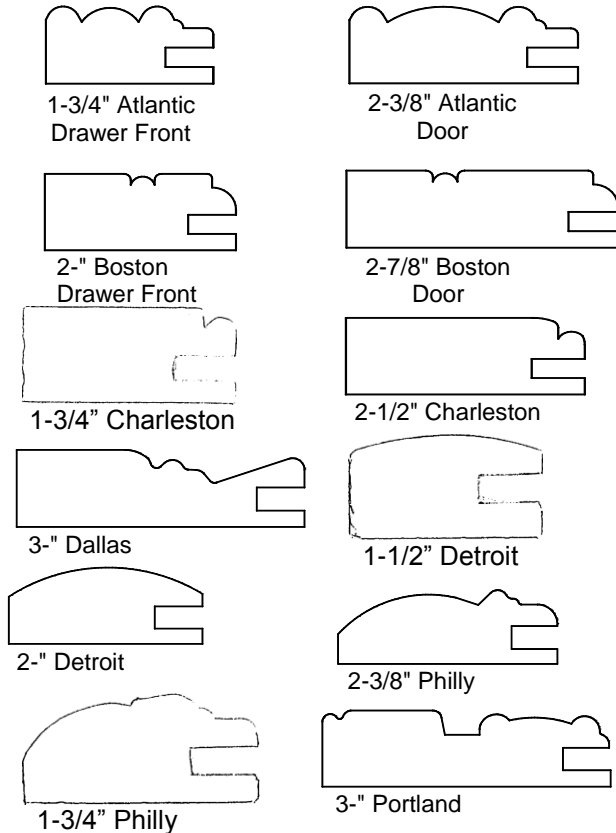 1-3/4" Atlantic
Drawer Front
2-3/8" Atlantic
Door
2-" Boston
Drawer Front
2-7/8" Boston
Door
1-3/4” Charleston
2-1/2" Charleston
3-" Dallas
1-1/2” Detroit
2-" Detroit
2-3/8" Philly
1-3/4” Philly
3-" Portland